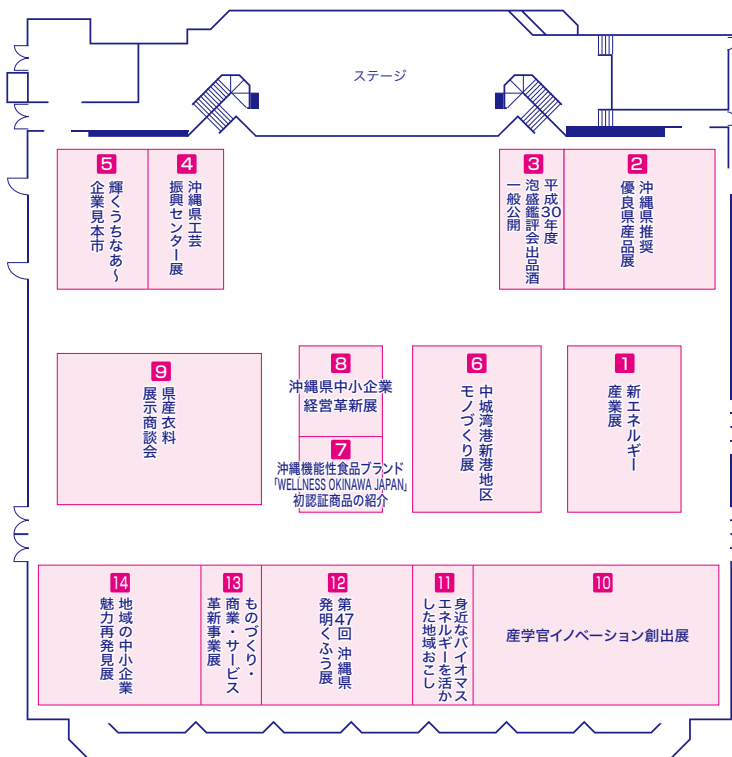 ステージ
5
輝くうちなあ～
企業見本市
4
沖縄県工芸
振興センター展
3
平成30年度
泡盛鑑評会出品酒
一般公開
2
沖縄県推奨
優良県産品展
9
県産衣料
展示商談会
8
沖縄県中小企業
経営革新展
7
沖縄機能性食品ブランド
「WELLNESS OKINAWA JAPAN」
初認証商品の紹介
6
中城湾港新港地区
モノづくり展
1
新エネルギー
産業展
14
地域の中小企業
魅力再発見展
13
ものづくり・
商業・サービス
革新事業展
12
第47回 沖縄県
発明くふう展
11
身近なバイオマス
エネルギーを活か
した地域おこし
10
産学官イノベーション創出展